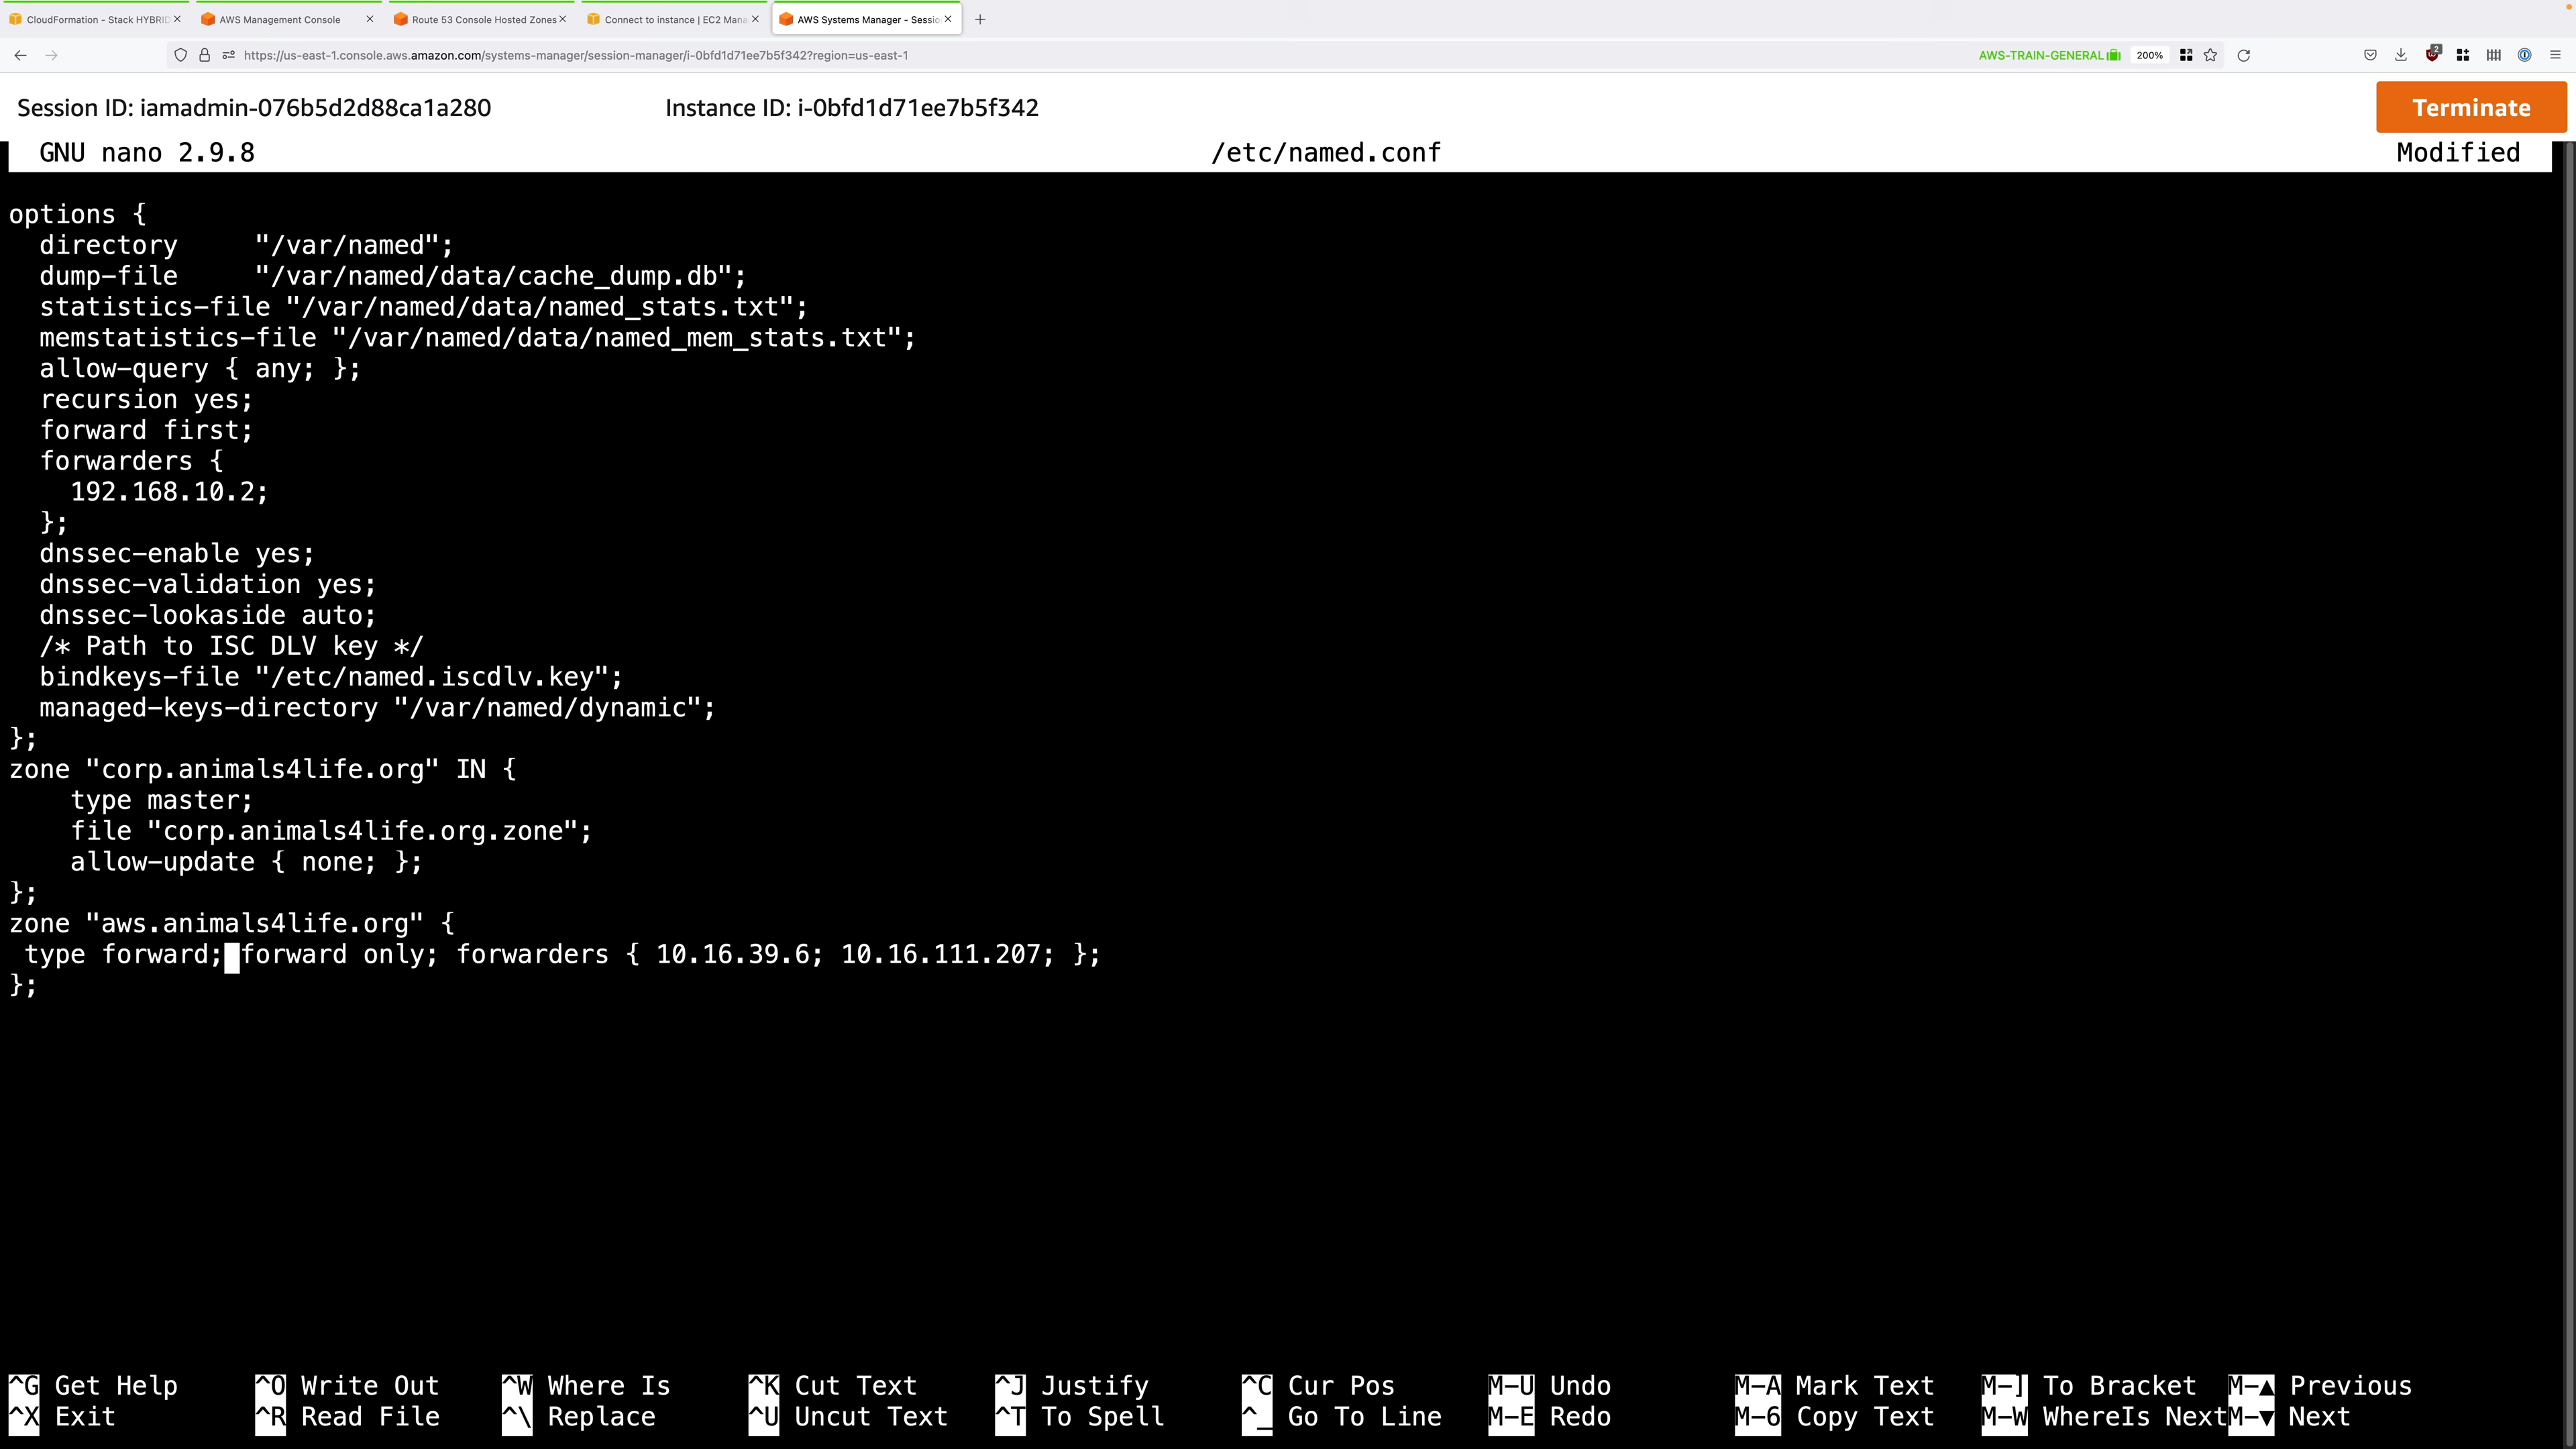 CloudFormation - Stack HYBRID
AWS Management Console
Route 53 Console Hosted Zones
Connect to instance | EC2 Mana
AWS Systems Manager - Sessio
https://us-east-1.console.aws.amazon.com/systems-manager/session-manager/i-0bfd1d71ee7b5f342?region=us-east-1
AWS-TRAIN-GENERAL
200%
2
Session ID: iamadmin-076b5d2d88ca1a280
Instance ID: i-0bfd1d71ee7b5f342
Terminate
GNU nano 2.9.8 /etc/named.conf Modified
options {
directory "/var/named";
dump-file "/var/named/data/cache_dump.db";
statistics-file "/var/named/data/named_stats.txt";
memstatistics-file "/var/named/data/named_mem_stats.txt";
allow-query { any; };
recursion yes;
forward first;
forwarders {
192.168.10.2;
};
dnssec-enable yes;
dnssec-validation yes;
dnssec-lookaside auto;
/* Path to ISC DLV key */
bindkeys-file "/etc/named.iscdlv.key";
managed-keys-directory "/var/named/dynamic";
};
zone "corp.animals4life.org" IN {
type master;
file "corp.animals4life.org.zone";
allow-update { none; };
};
zone "aws.animals4life.org" {
type forward; forward only; forwarders { 10.16.39.6; 10.16.111.207; };
};
^G Get Help ^O Write Out ^W Where Is ^K Cut Text ^J Justify ^C Cur Pos M-U Undo M-A Mark Text M-] To Bracket M-▲ Previous
^X Exit ^R Read File ^\ Replace ^U Uncut Text ^T To Spell ^_ Go To Line M-E Redo M-6 Copy Text M-W WhereIs Next M-▼ Next